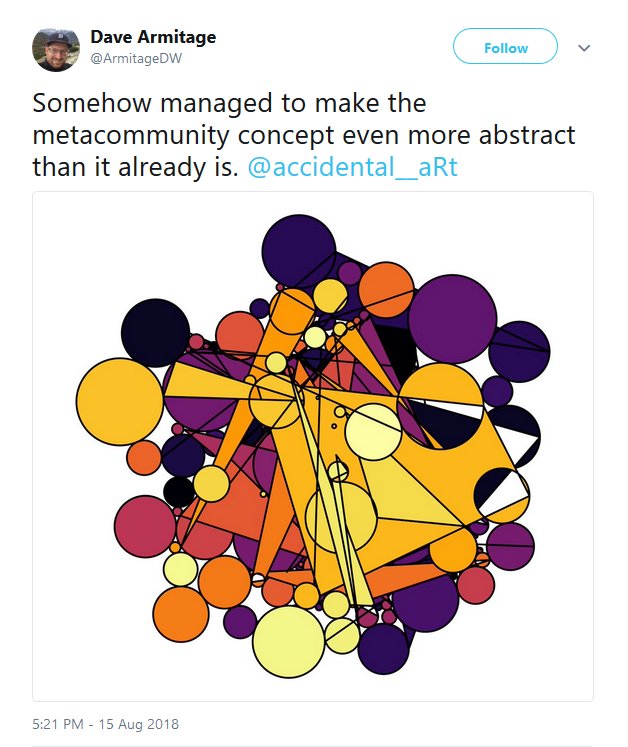 Dave Armitage
@ArmitageDW
Follow
Somehow managed to make the
metacommunity concept even more abstract
than it already is. @accidental__aRt
5:21 PM - 15 Aug 2018